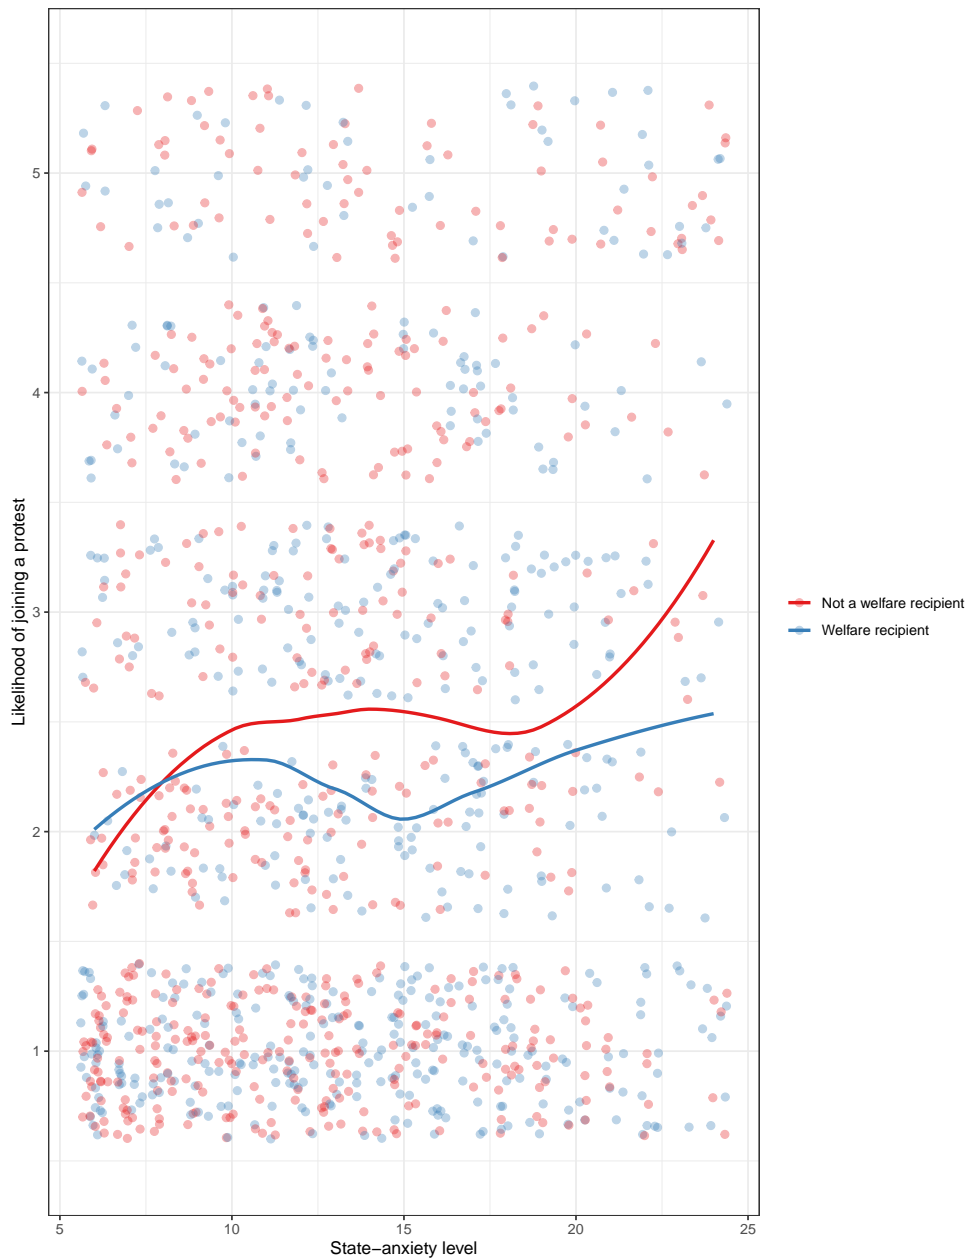 5
4
3
2
1
Likelihood of joining a protest
5
10
15
20
25
State−anxiety level
Not a welfare recipient
Welfare recipient